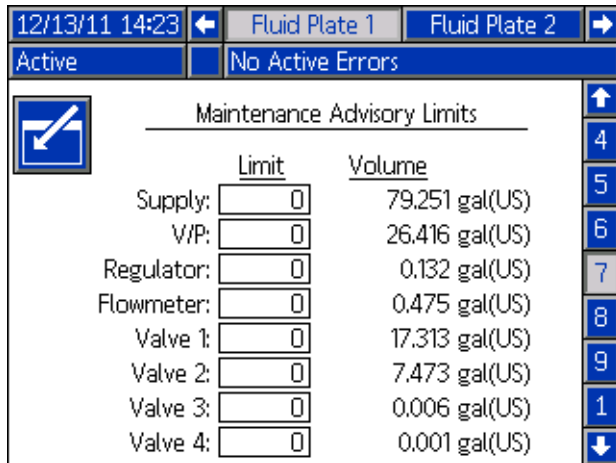 12/13/11 14:23 Fluid Plate 1 Fluid Plate 2
Active No Active Errors
Maintenance Advisory Limits
Limit Volume
Supply: 0 79.251 gal(US)
V/P: 0 26.416 gal(US)
Regulator: 0 0.132 gal(US)
Flowmeter: 0 0.475 gal(US)
Valve 1: 0 17.313 gal(US)
Valve 2: 0 7.473 gal(US)
Valve 3: 0 0.006 gal(US)
Valve 4: 0 0.001 gal(US)
4
5
6
7
8
9
1